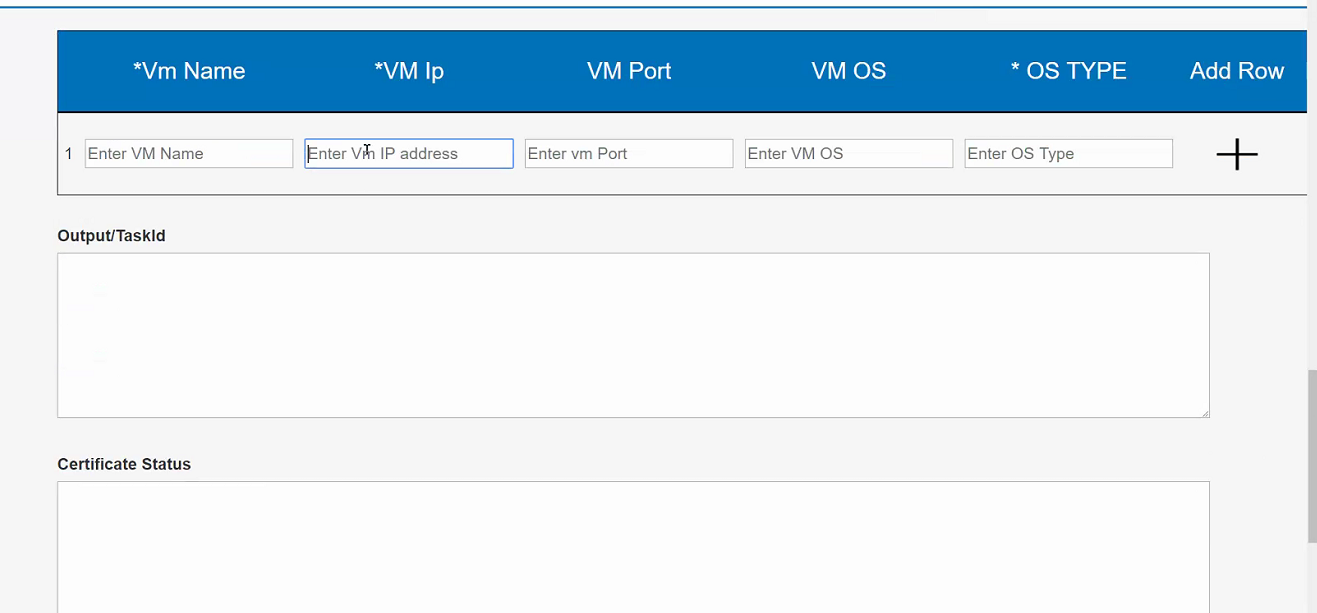 *Vm Name *VM Ip VM Port VM OS * OS TYPE Add Row
1 Enter VM Name Enter Vm IP address Enter vm Port Enter VM OS Enter OS Type
Output/TaskId
Certificate Status